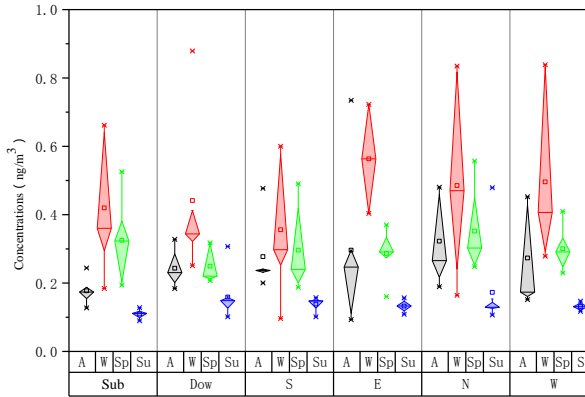 1.0
0.8
0.6
0.4
0.2
0.0
Concentrations ( ng/m³ )
A W Sp Su A W Sp Su A W Sp Su A W Sp Su A W Sp Su A W Sp S
Sub Dow S E N W